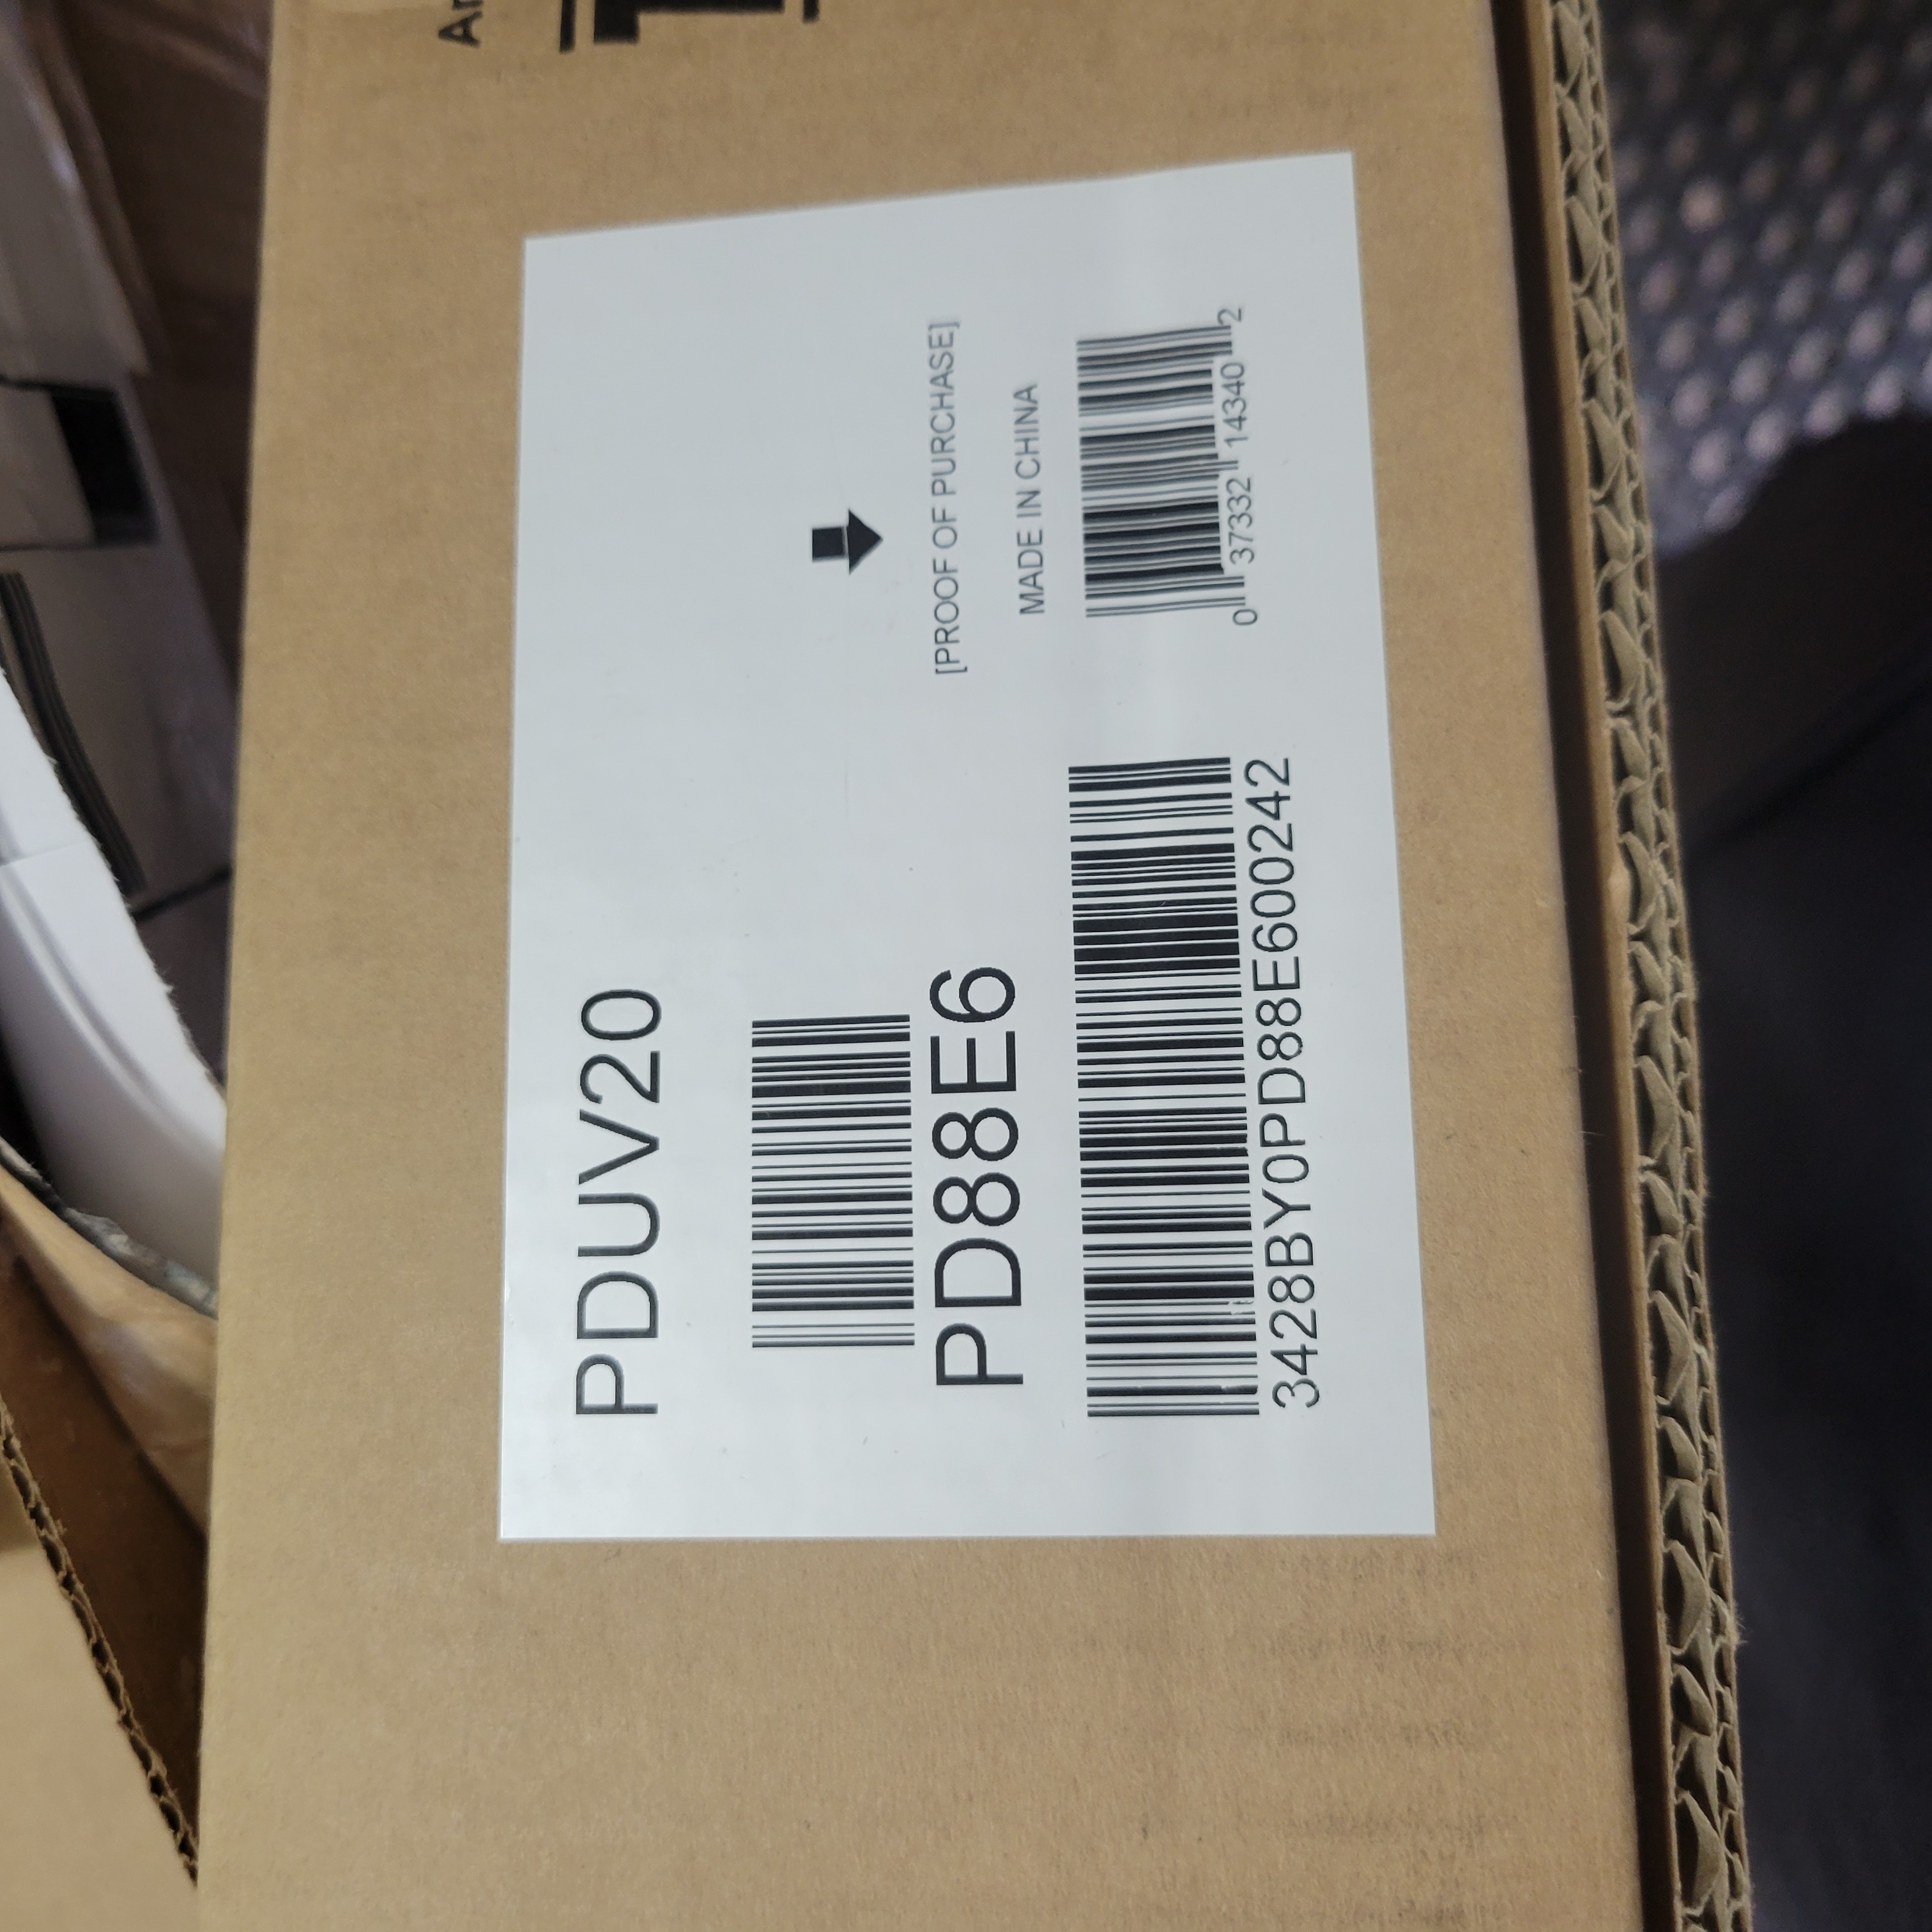 PDUV20
PD88E6
3428BY0PD88E600242
[PROOF OF PURCHASE]
MADE IN CHINA
0 37332 14340 2